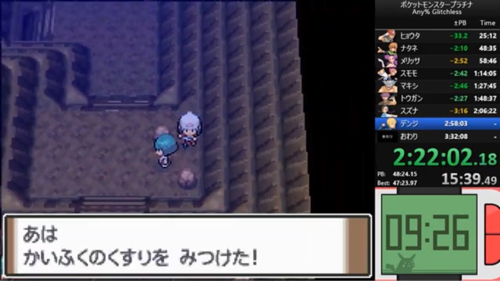 ポケットモンスタープラチナ
Any% Glitchless
±PB Time
ヒョウタ -33.2 25:12
ナタネ -2:10 48:35
メリッサ -2:52 58:46
スモモ -2:42 1:14:05
マキシ -2:46 1:27:45
トウガン -2:27 1:48:37
スズナ -3:16 2:06:22
デンジ 2:58:03 -
おわり 3:32:08 -
2:22:02.18
PB: 48:24.15
Best: 47:23.97
15:39.49
09:26
あは
かいふくのくすりを みつけた!